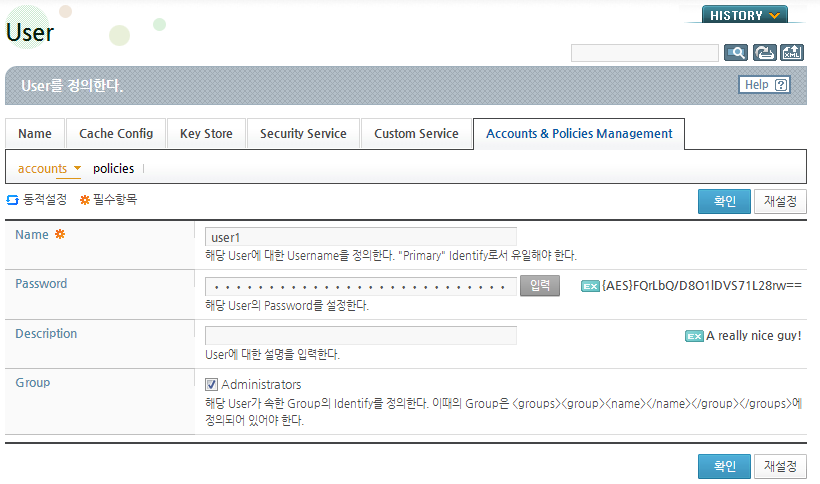 HISTORY
User
XML
User를 정의한다.
Help ?
Name Cache Config Key Store Security Service Custom Service Accounts & Policies Management
accounts policies
동적설정 필수항목 확인 재설정
Name user1
해당 User에 대한 Username을 정의한다. "Primary" Identify로서 유일해야 한다.
Password 입력 EX {AES}FQrLbQ/D8O1lDVS71L28rw==
해당 User의 Password를 설정한다.
Description EX A really nice guy!
User에 대한 설명을 입력한다.
Group Administrators
해당 User가 속한 Group의 Identify를 정의한다. 이때의 Group은 <groups><group><name></name></group></groups>에
정의되어 있어야 한다.
확인 재설정